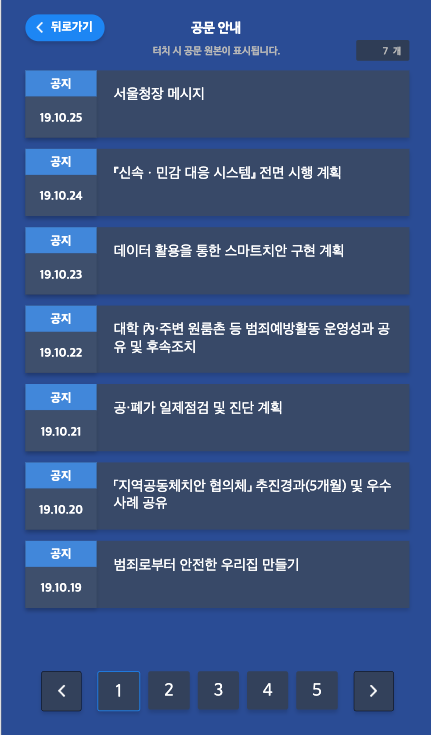 뒤로가기
공문 안내
터치 시 공문 원본이 표시됩니다.
7 개
공지
19.10.25
서울청장 메시지
공지
19.10.24
『신속 · 민감 대응 시스템』 전면 시행 계획
공지
19.10.23
데이터 활용을 통한 스마트치안 구현 계획
공지
19.10.22
대학 內·주변 원룸촌 등 범죄예방활동 운영성과 공
유 및 후속조치
공지
19.10.21
공·폐가 일제점검 및 진단 계획
공지
19.10.20
「지역공동체치안 협의체」 추진경과(5개월) 및 우수
사례 공유
공지
19.10.19
범죄로부터 안전한 우리집 만들기
1 2 3 4 5